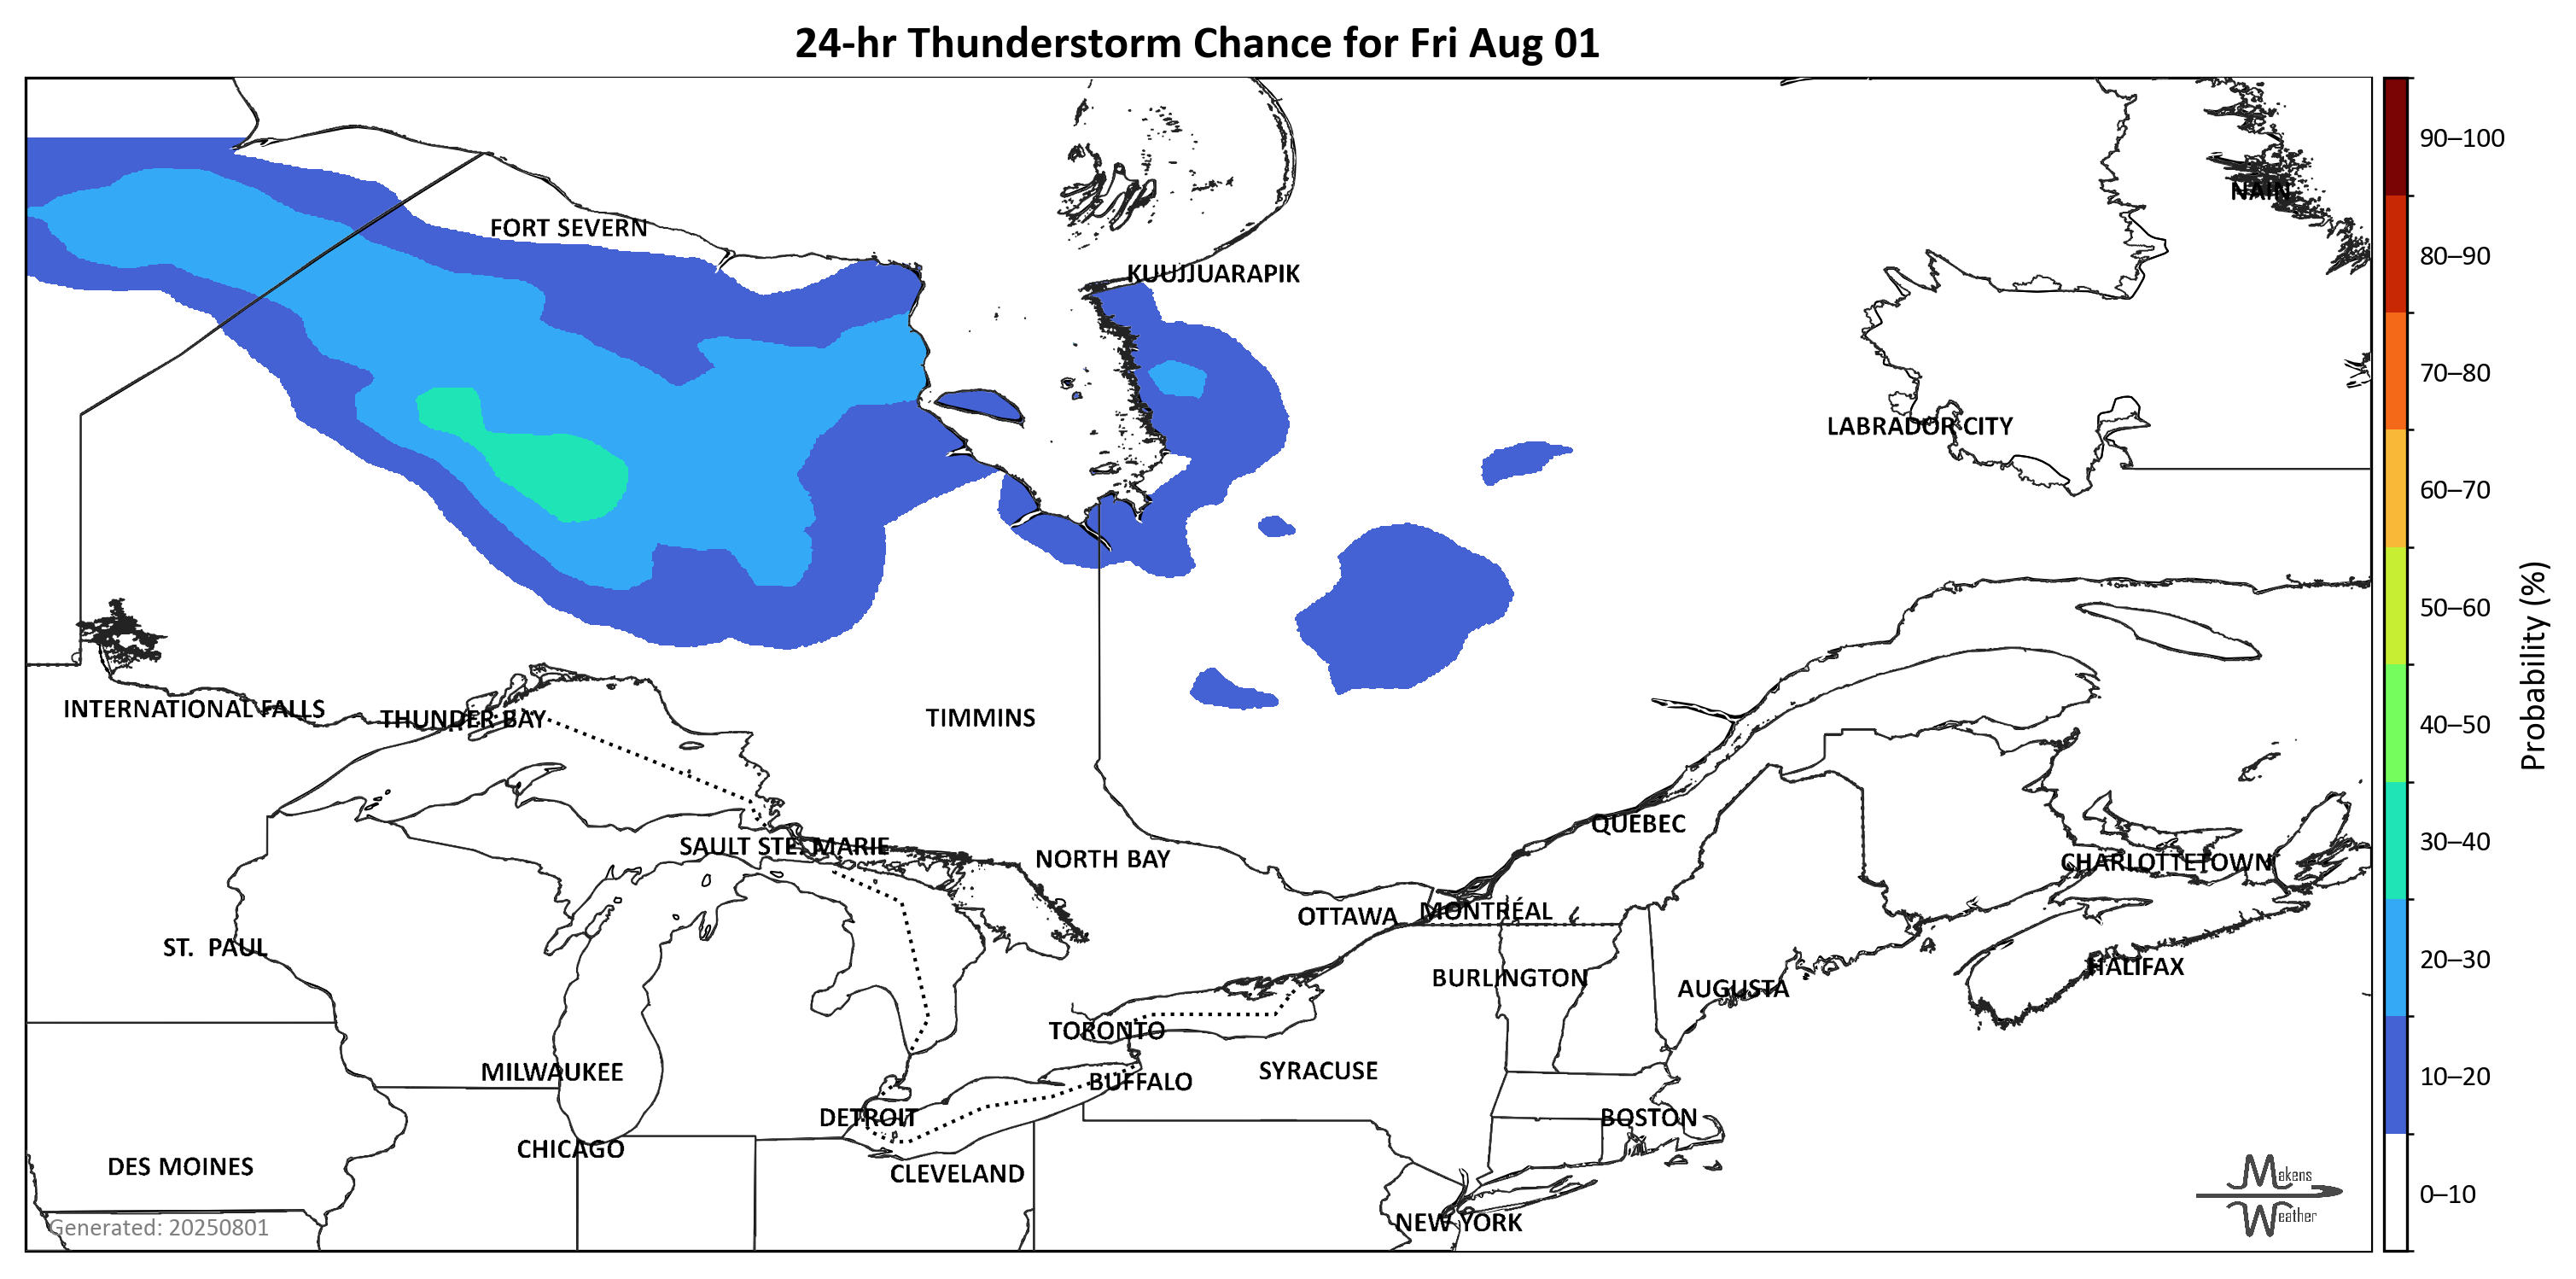 24-hr Thunderstorm Chance for Fri Aug 01
90–100
NAIN
FORT SEVERN
80–90
KUUJJUARAPIK
70–80
LABRADOR CITY
60–70
50–60
Probability (%)
INTERNATIONAL FALLS
THUNDER BAY
TIMMINS
40–50
QUEBEC
SAULT STE. MARIE
NORTH BAY
CHARLOTTETOWN
30–40
OTTAWA
MONTRÉAL
ST. PAUL
HALIFAX
20–30
BURLINGTON
AUGUSTA
TORONTO
MILWAUKEE
SYRACUSE
BUFFALO
10–20
DETROIT
BOSTON
CHICAGO
DES MOINES
CLEVELAND
Makens
Weather
0–10
Generated: 20250801
NEW YORK